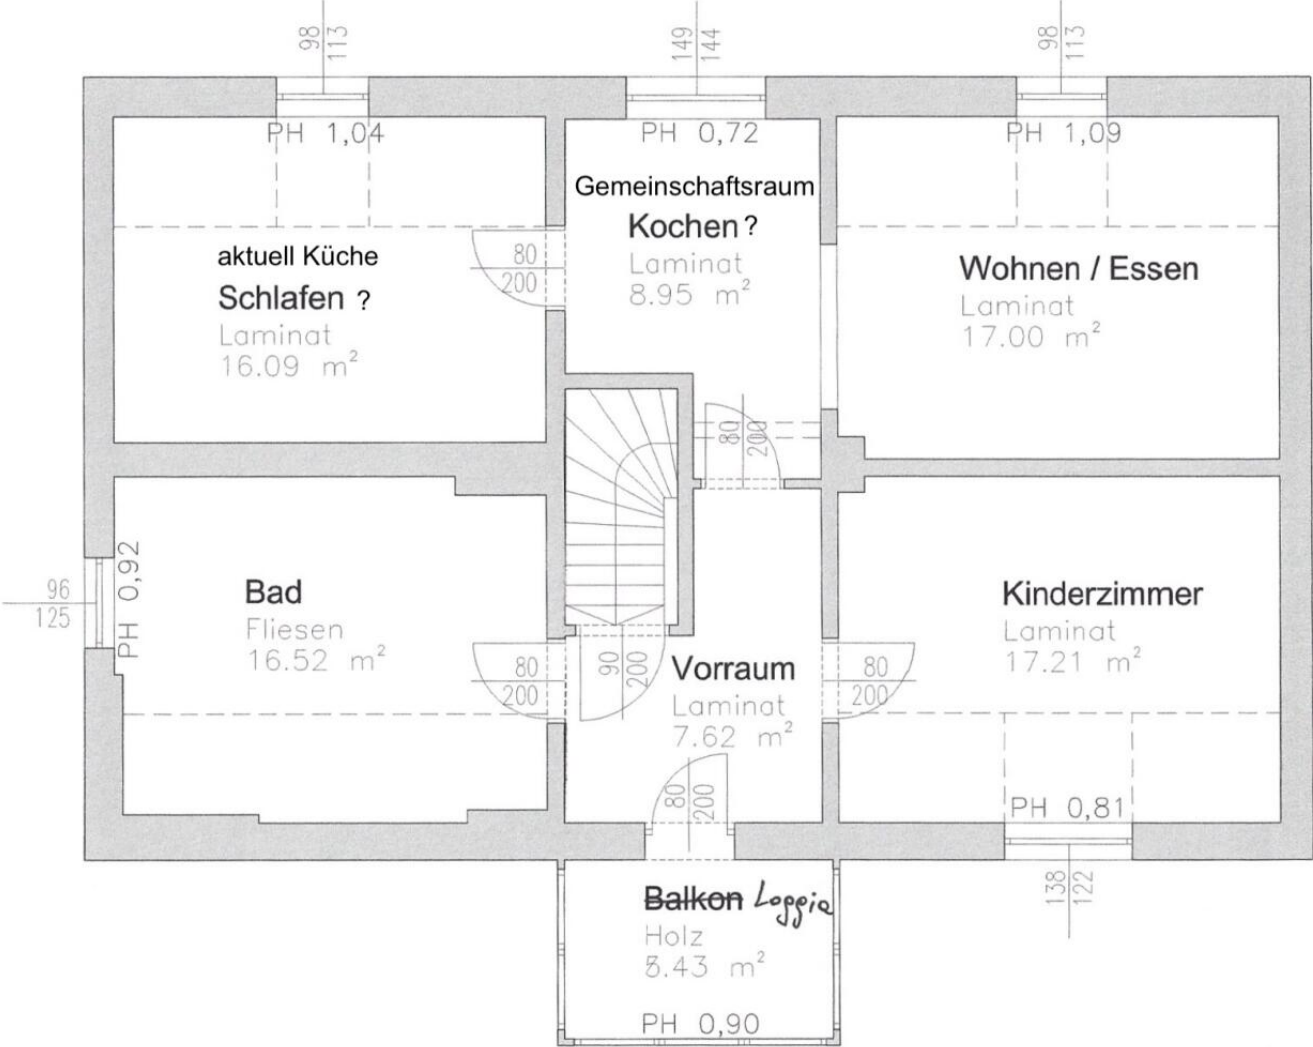 98
113
149
144
98
113
PH 1,04
PH 0,72
PH 1,09
Gemeinschaftsraum
Kochen?
Laminat
8.95 m²
aktuell Küche
Schlafen ?
Laminat
16.09 m²
80
200
Wohnen / Essen
Laminat
17.00 m²
80
200
96
125
PH 0,92
Bad
Fliesen
16.52 m²
80
200
90
200
Vorraum
Laminat
7.62 m²
80
200
Kinderzimmer
Laminat
17.21 m²
80
200
PH 0,81
138
122
Balkon Loggia
Holz
8.43 m²
PH 0,90